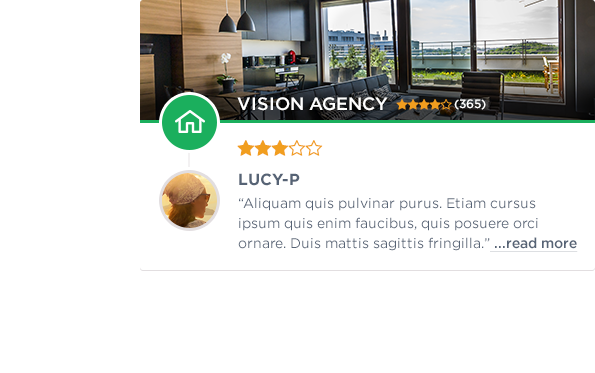 VISION AGENCY (365)
LUCY-P
“Aliquam quis pulvinar purus. Etiam cursus
ipsum quis enim faucibus, quis posuere orci
ornare. Duis mattis sagittis fringilla.” ...read more